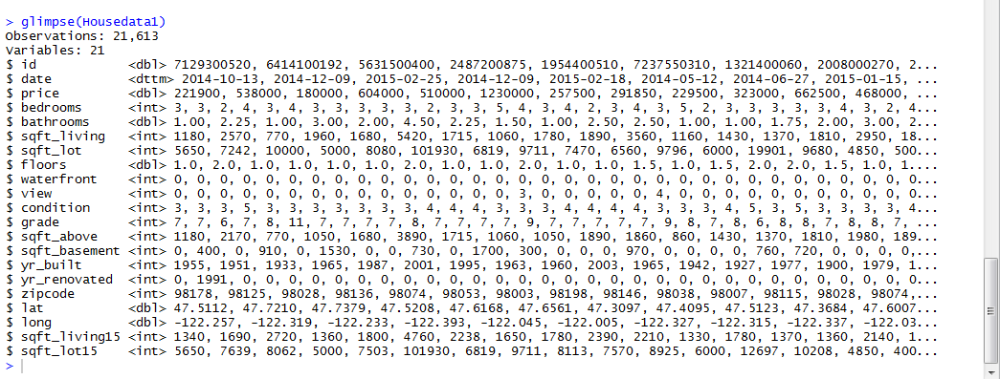 > glimpse(Housedata1)
Observations: 21,613
Variables: 21
$ id            <dbl> 7129300520, 6414100192, 5631500400, 2487200875, 1954400510, 7237550310, 1321400060, 2008000270, 2...
$ date          <dttm> 2014-10-13, 2014-12-09, 2015-02-25, 2014-12-09, 2015-02-18, 2014-05-12, 2014-06-27, 2015-01-15, ...
$ price         <dbl> 221900, 538000, 180000, 604000, 510000, 1230000, 257500, 291850, 229500, 323000, 662500, 468000, ...
$ bedrooms      <int> 3, 3, 2, 4, 3, 4, 3, 3, 3, 3, 3, 2, 3, 3, 5, 4, 3, 4, 2, 3, 4, 3, 5, 2, 3, 3, 3, 3, 3, 4, 3, 2, 4...
$ bathrooms     <dbl> 1.00, 2.25, 1.00, 3.00, 2.00, 4.50, 2.25, 1.50, 1.00, 2.50, 2.50, 1.00, 1.00, 1.75, 2.00, 3.00, 2...
$ sqft_living   <int> 1180, 2570, 770, 1960, 1680, 5420, 1715, 1060, 1780, 1890, 3560, 1160, 1430, 1370, 1810, 2950, 18...
$ sqft_lot      <int> 5650, 7242, 10000, 5000, 8080, 101930, 6819, 9711, 7470, 6560, 9796, 6000, 19901, 9680, 4850, 500...
$ floors        <dbl> 1.0, 2.0, 1.0, 1.0, 1.0, 1.0, 2.0, 1.0, 1.0, 2.0, 1.0, 1.0, 1.5, 1.0, 1.5, 2.0, 2.0, 1.5, 1.0, 1....
$ waterfront    <int> 0, 0, 0, 0, 0, 0, 0, 0, 0, 0, 0, 0, 0, 0, 0, 0, 0, 0, 0, 0, 0, 0, 0, 0, 0, 0, 0, 0, 0, 0, 0, 0, 0...
$ view          <int> 0, 0, 0, 0, 0, 0, 0, 0, 0, 0, 0, 0, 0, 0, 0, 3, 0, 0, 0, 0, 0, 4, 0, 0, 0, 0, 0, 0, 0, 0, 0, 0, 0...
$ condition     <int> 3, 3, 3, 5, 3, 3, 3, 3, 3, 3, 3, 4, 4, 4, 3, 3, 3, 4, 4, 4, 4, 3, 3, 3, 4, 5, 3, 5, 3, 3, 3, 3, 4...
$ grade         <int> 7, 7, 6, 7, 8, 11, 7, 7, 7, 7, 8, 7, 7, 7, 7, 9, 7, 7, 7, 7, 7, 9, 8, 7, 8, 6, 8, 8, 7, 8, 8, 7, ...
$ sqft_above    <int> 1180, 2170, 770, 1050, 1680, 3890, 1715, 1060, 1050, 1890, 1860, 860, 1430, 1370, 1810, 1980, 189...
$ sqft_basement <int> 0, 400, 0, 910, 0, 1530, 0, 0, 730, 0, 1700, 300, 0, 0, 0, 970, 0, 0, 0, 0, 760, 720, 0, 0, 0, 0,...
$ yr_built      <int> 1955, 1951, 1933, 1965, 1987, 2001, 1995, 1963, 1960, 2003, 1965, 1942, 1927, 1977, 1900, 1979, 1...
$ yr_renovated  <int> 0, 1991, 0, 0, 0, 0, 0, 0, 0, 0, 0, 0, 0, 0, 0, 0, 0, 0, 0, 0, 0, 0, 0, 0, 0, 0, 0, 0, 0, 0, 0, 0...
$ zipcode       <int> 98178, 98125, 98028, 98136, 98074, 98053, 98003, 98198, 98146, 98038, 98007, 98115, 98028, 98074,...
$ lat           <dbl> 47.5112, 47.7210, 47.7379, 47.5208, 47.6168, 47.6561, 47.3097, 47.4095, 47.5123, 47.3684, 47.6007...
$ long          <dbl> -122.257, -122.319, -122.233, -122.393, -122.045, -122.005, -122.327, -122.315, -122.337, -122.03...
$ sqft_living15 <int> 1340, 1690, 2720, 1360, 1800, 4760, 2238, 1650, 1780, 2390, 2210, 1330, 1780, 1370, 1360, 2140, 1...
$ sqft_lot15    <int> 5650, 7639, 8062, 5000, 7503, 101930, 6819, 9711, 8113, 7570, 8925, 6000, 12697, 10208, 4850, 400...
>